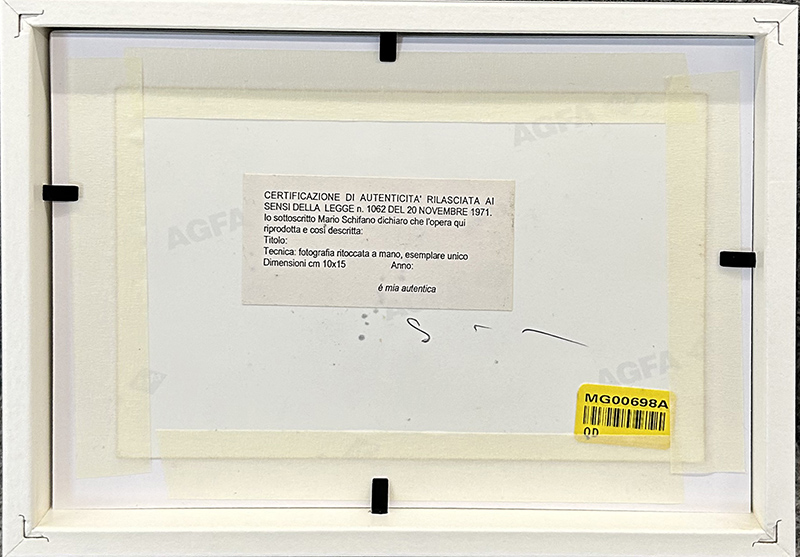 AGFA
AGFA
CERTIFICAZIONE DI AUTENTICITA' RILASCIATA AI
SENSI DELLA LEGGE n. 1062 DEL 20 NOVEMBRE 1971.
Io sottoscritto Mario Schifano dichiaro che l'opera qui
riprodotta e così descritta:
Titolo:
Tecnica: fotografia ritoccata a mano, esemplare unico
Dimensioni cm 10x15 Anno:
é mia autentica
AGFA
MG00698A
OD